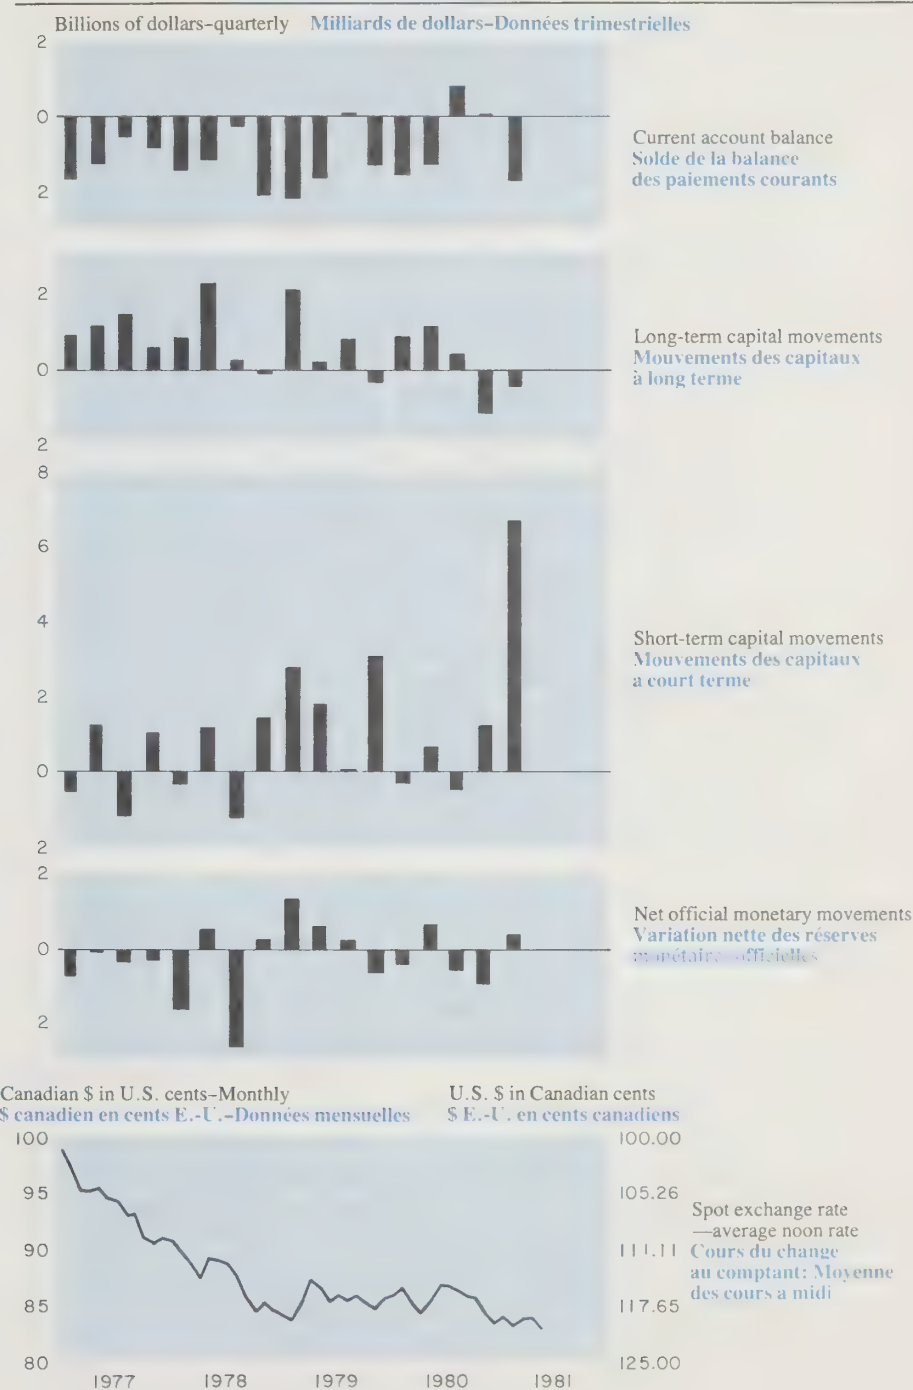 Billions of dollars–quarterly Milliards de dollars–Données trimestrielles
2
0
2
Current account balance
Solde de la balance
des paiements courants
2
0
2
Long-term capital movements
Mouvements des capitaux
à long terme
8
6
4
2
0
2
Short-term capital movements
Mouvements des capitaux
a court terme
2
0
2
Net official monetary movements
Variation nette des réserves
monétaires officielles
Canadian $ in U.S. cents–Monthly U.S. $ in Canadian cents
$ canadien en cents E.-U.–Données mensuelles $ E.-U. en cents canadiens
100 100.00
95 105.26
90 111.11
85 117.65
80 125.00
Spot exchange rate
—average noon rate
Cours du change
au comptant: Moyenne
des cours a midi
1977 1978 1979 1980 1981